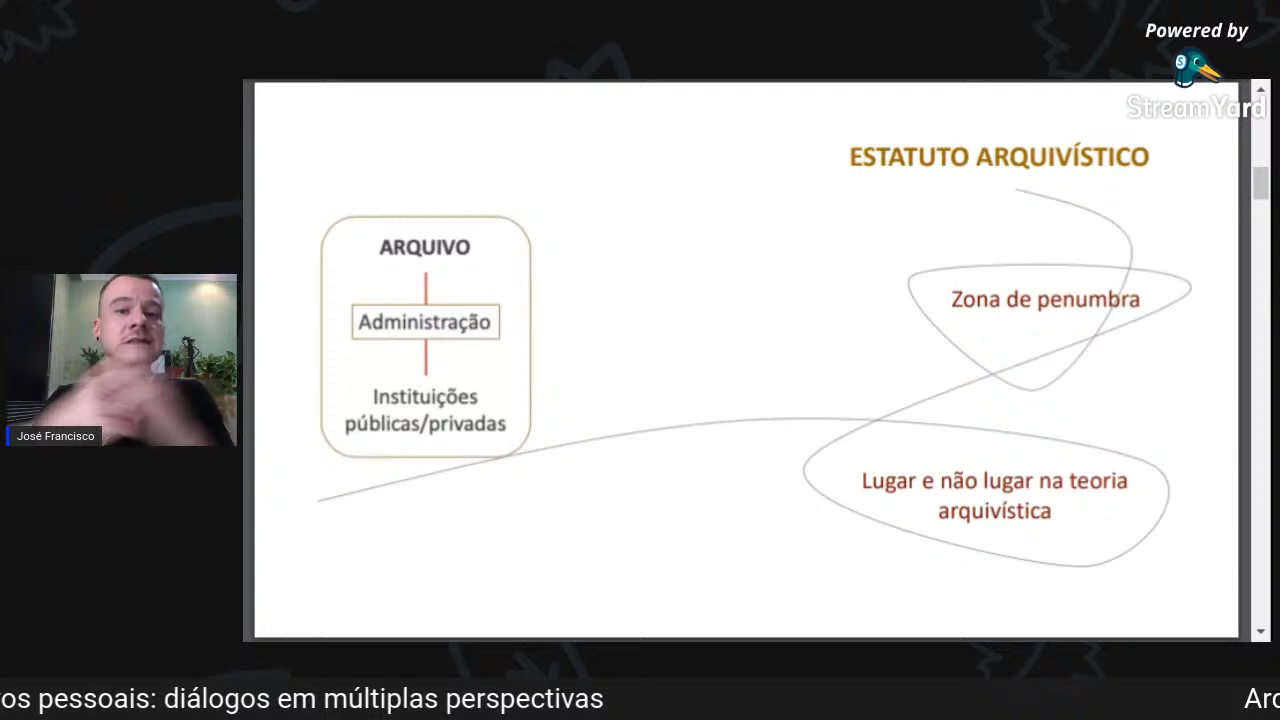 Powered by
StreamYard
ESTATUTO ARQUIVÍSTICO
ARQUIVO
Administração
Instituições
públicas/privadas
Zona de penumbra
Lugar e não lugar na teoria
arquivística
José Francisco
os pessoais: diálogos em múltiplas perspectivas